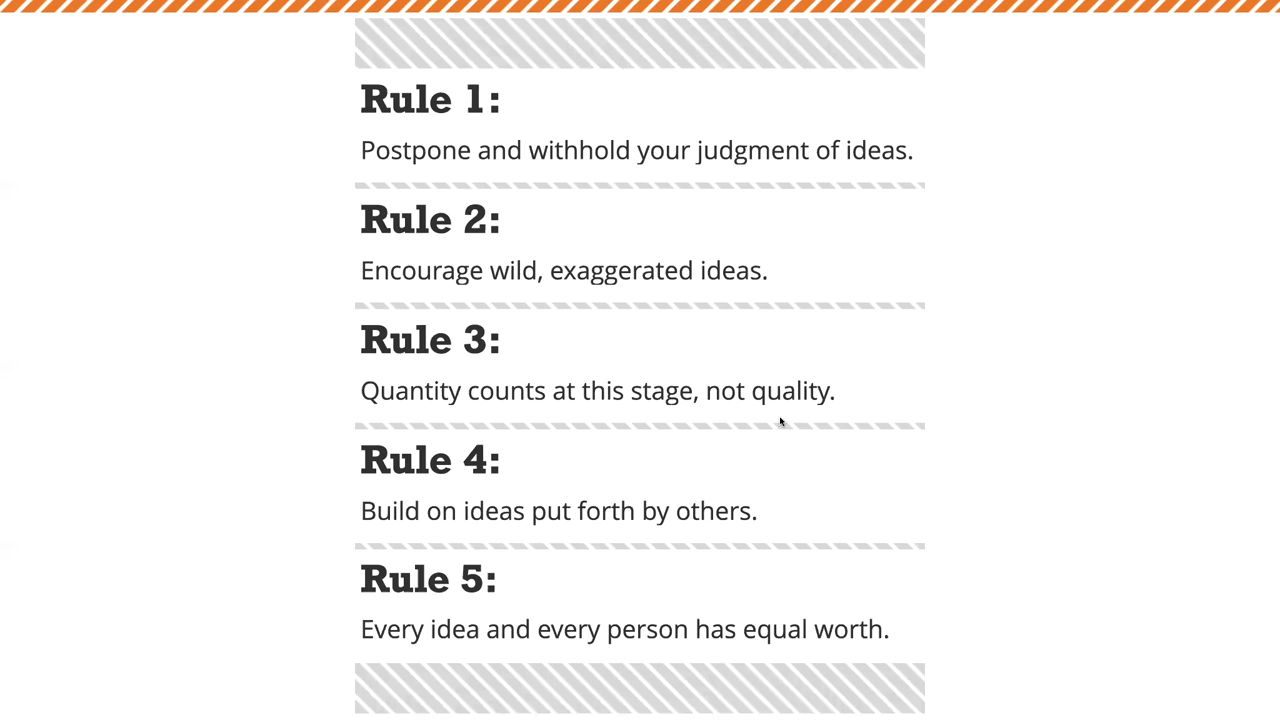 Rule 1:
Postpone and withhold your judgment of ideas.
Rule 2:
Encourage wild, exaggerated ideas.
Rule 3:
Quantity counts at this stage, not quality.
Rule 4:
Build on ideas put forth by others.
Rule 5:
Every idea and every person has equal worth.